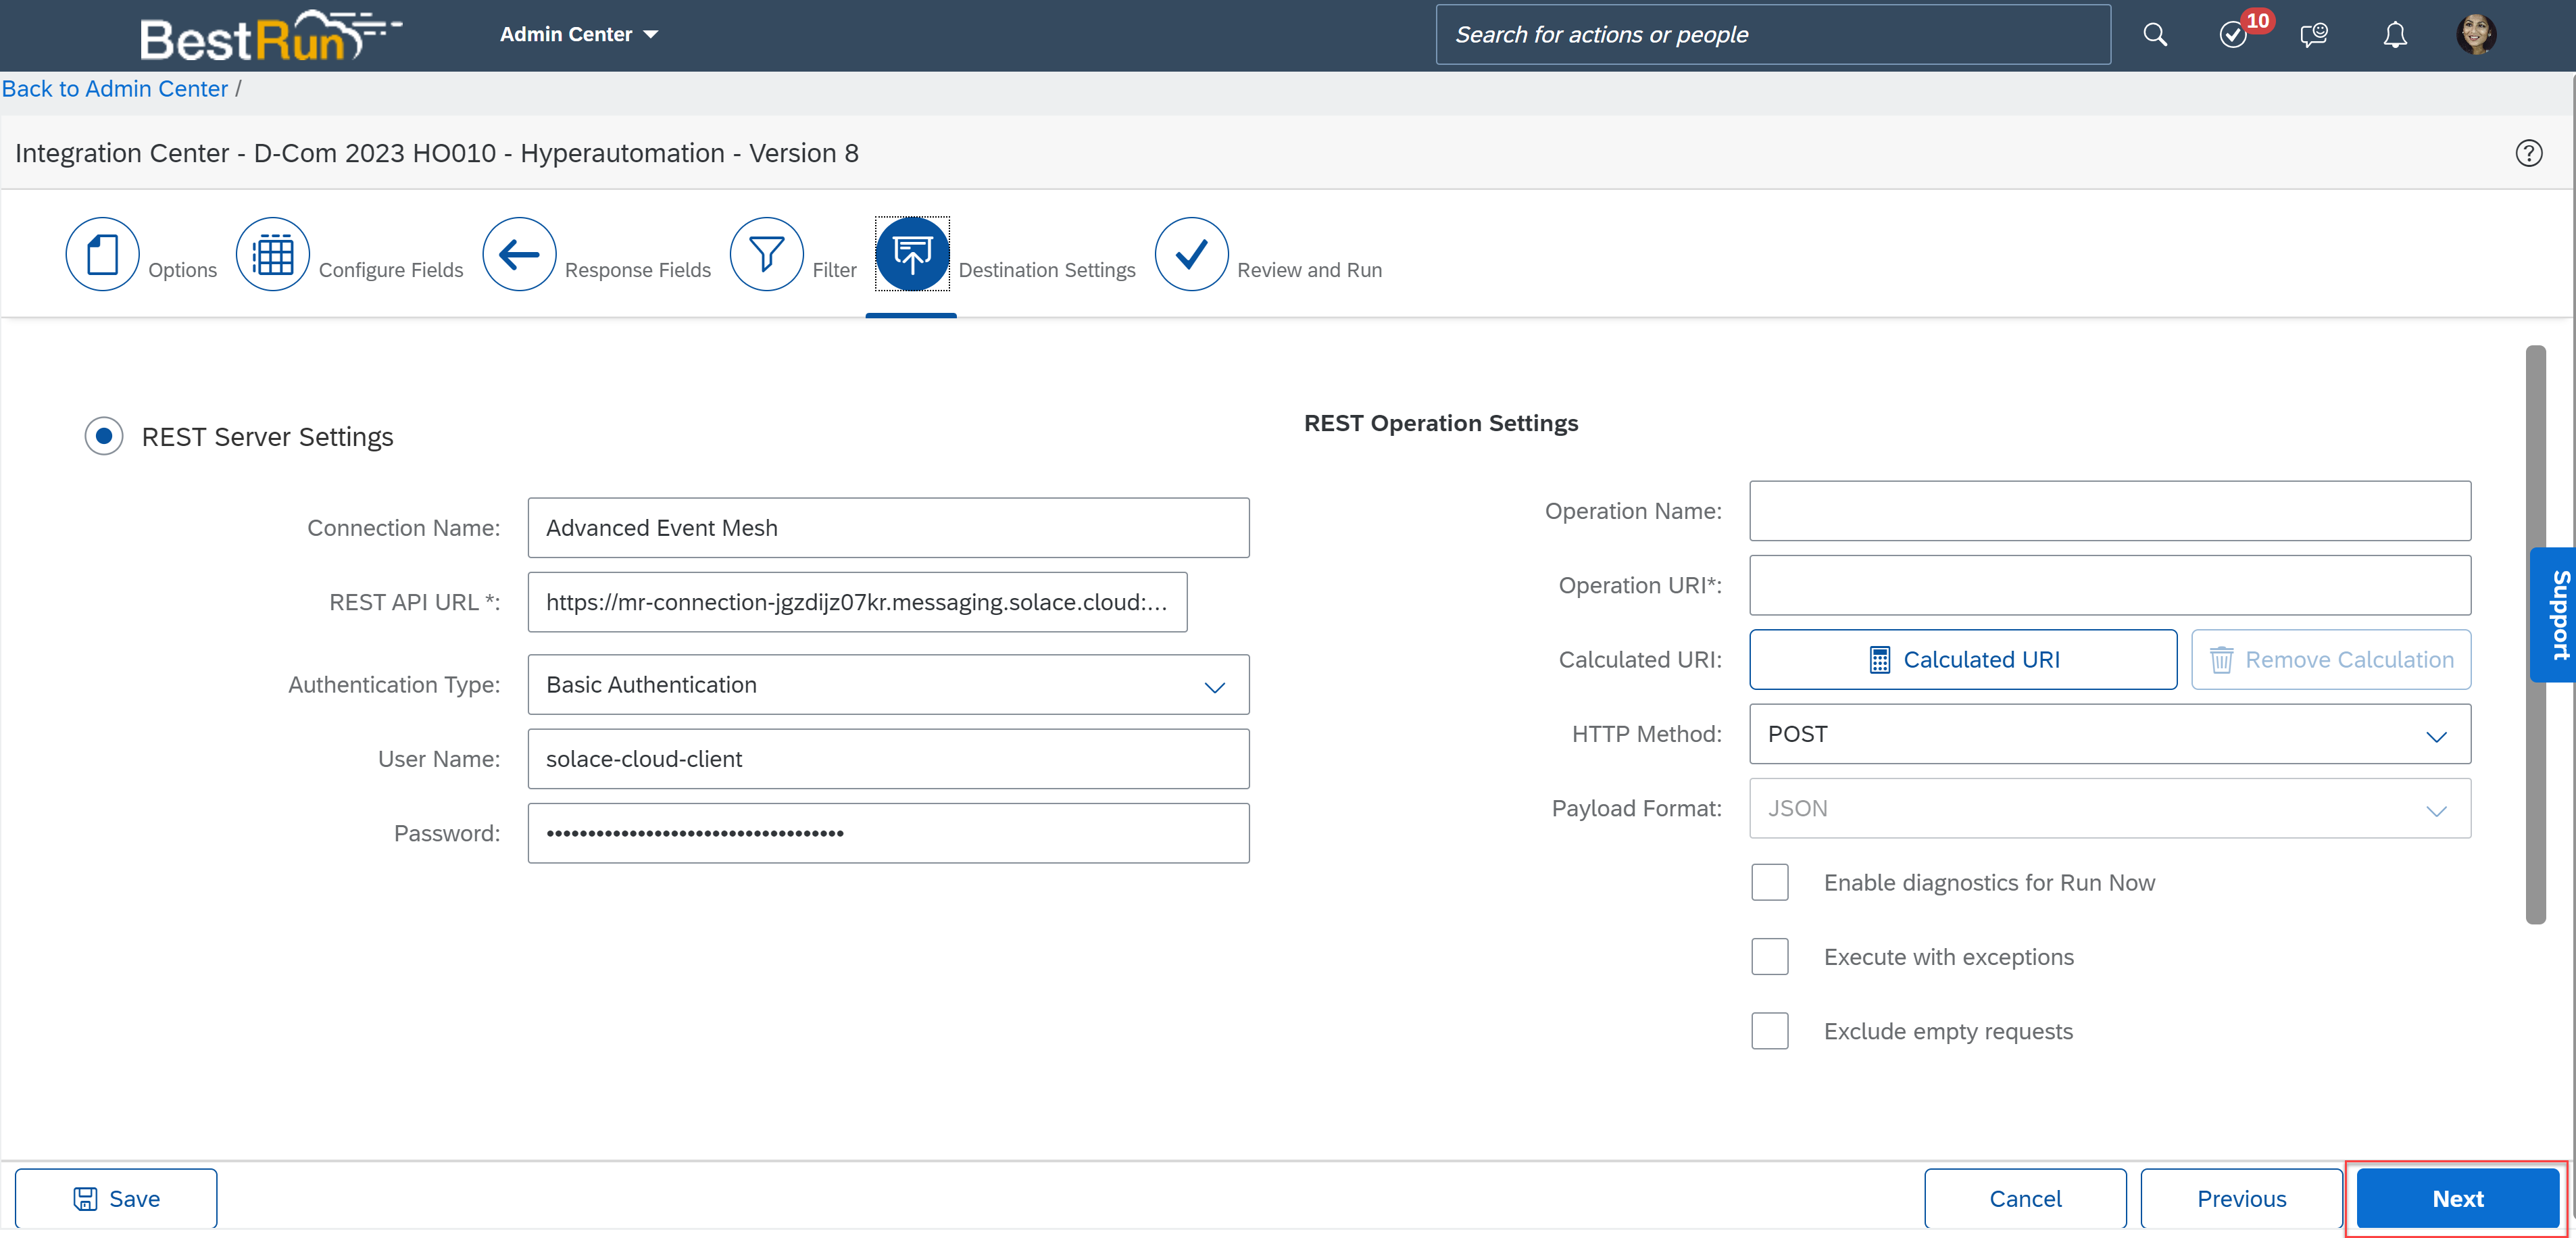 BestRun
Admin Center
Search for actions or people
10
Back to Admin Center /
Integration Center - D-Com 2023 HO010 - Hyperautomation - Version 8
?
Options
Configure Fields
Response Fields
Filter
Destination Settings
Review and Run
REST Server Settings
Connection Name: Advanced Event Mesh
REST API URL *: https://mr-connection-jgzdijz07kr.messaging.solace.cloud:...
Authentication Type: Basic Authentication
User Name: solace-cloud-client
Password: ••••••••••••••••••••••••••••••••••••
REST Operation Settings
Operation Name:
Operation URI*:
Calculated URI: Calculated URI Remove Calculation
HTTP Method: POST
Payload Format: JSON
Enable diagnostics for Run Now
Execute with exceptions
Exclude empty requests
Support
Save
Cancel
Previous
Next